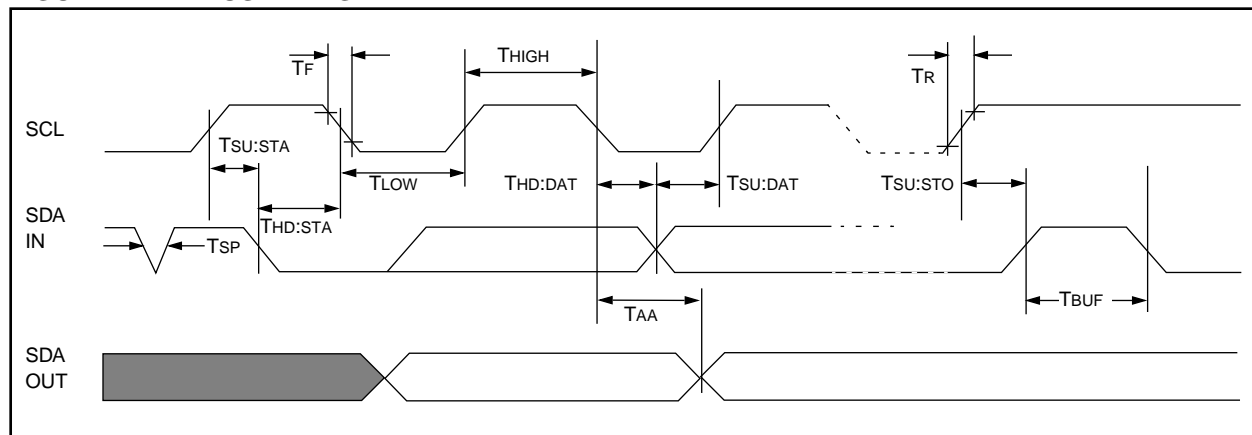 TF
THIGH
TR
SCL
TSU:STA
TLOW
THD:DAT
TSU:DAT
TSU:STO
SDA
IN
TSP
THD:STA
TAA
TBUF
SDA
OUT